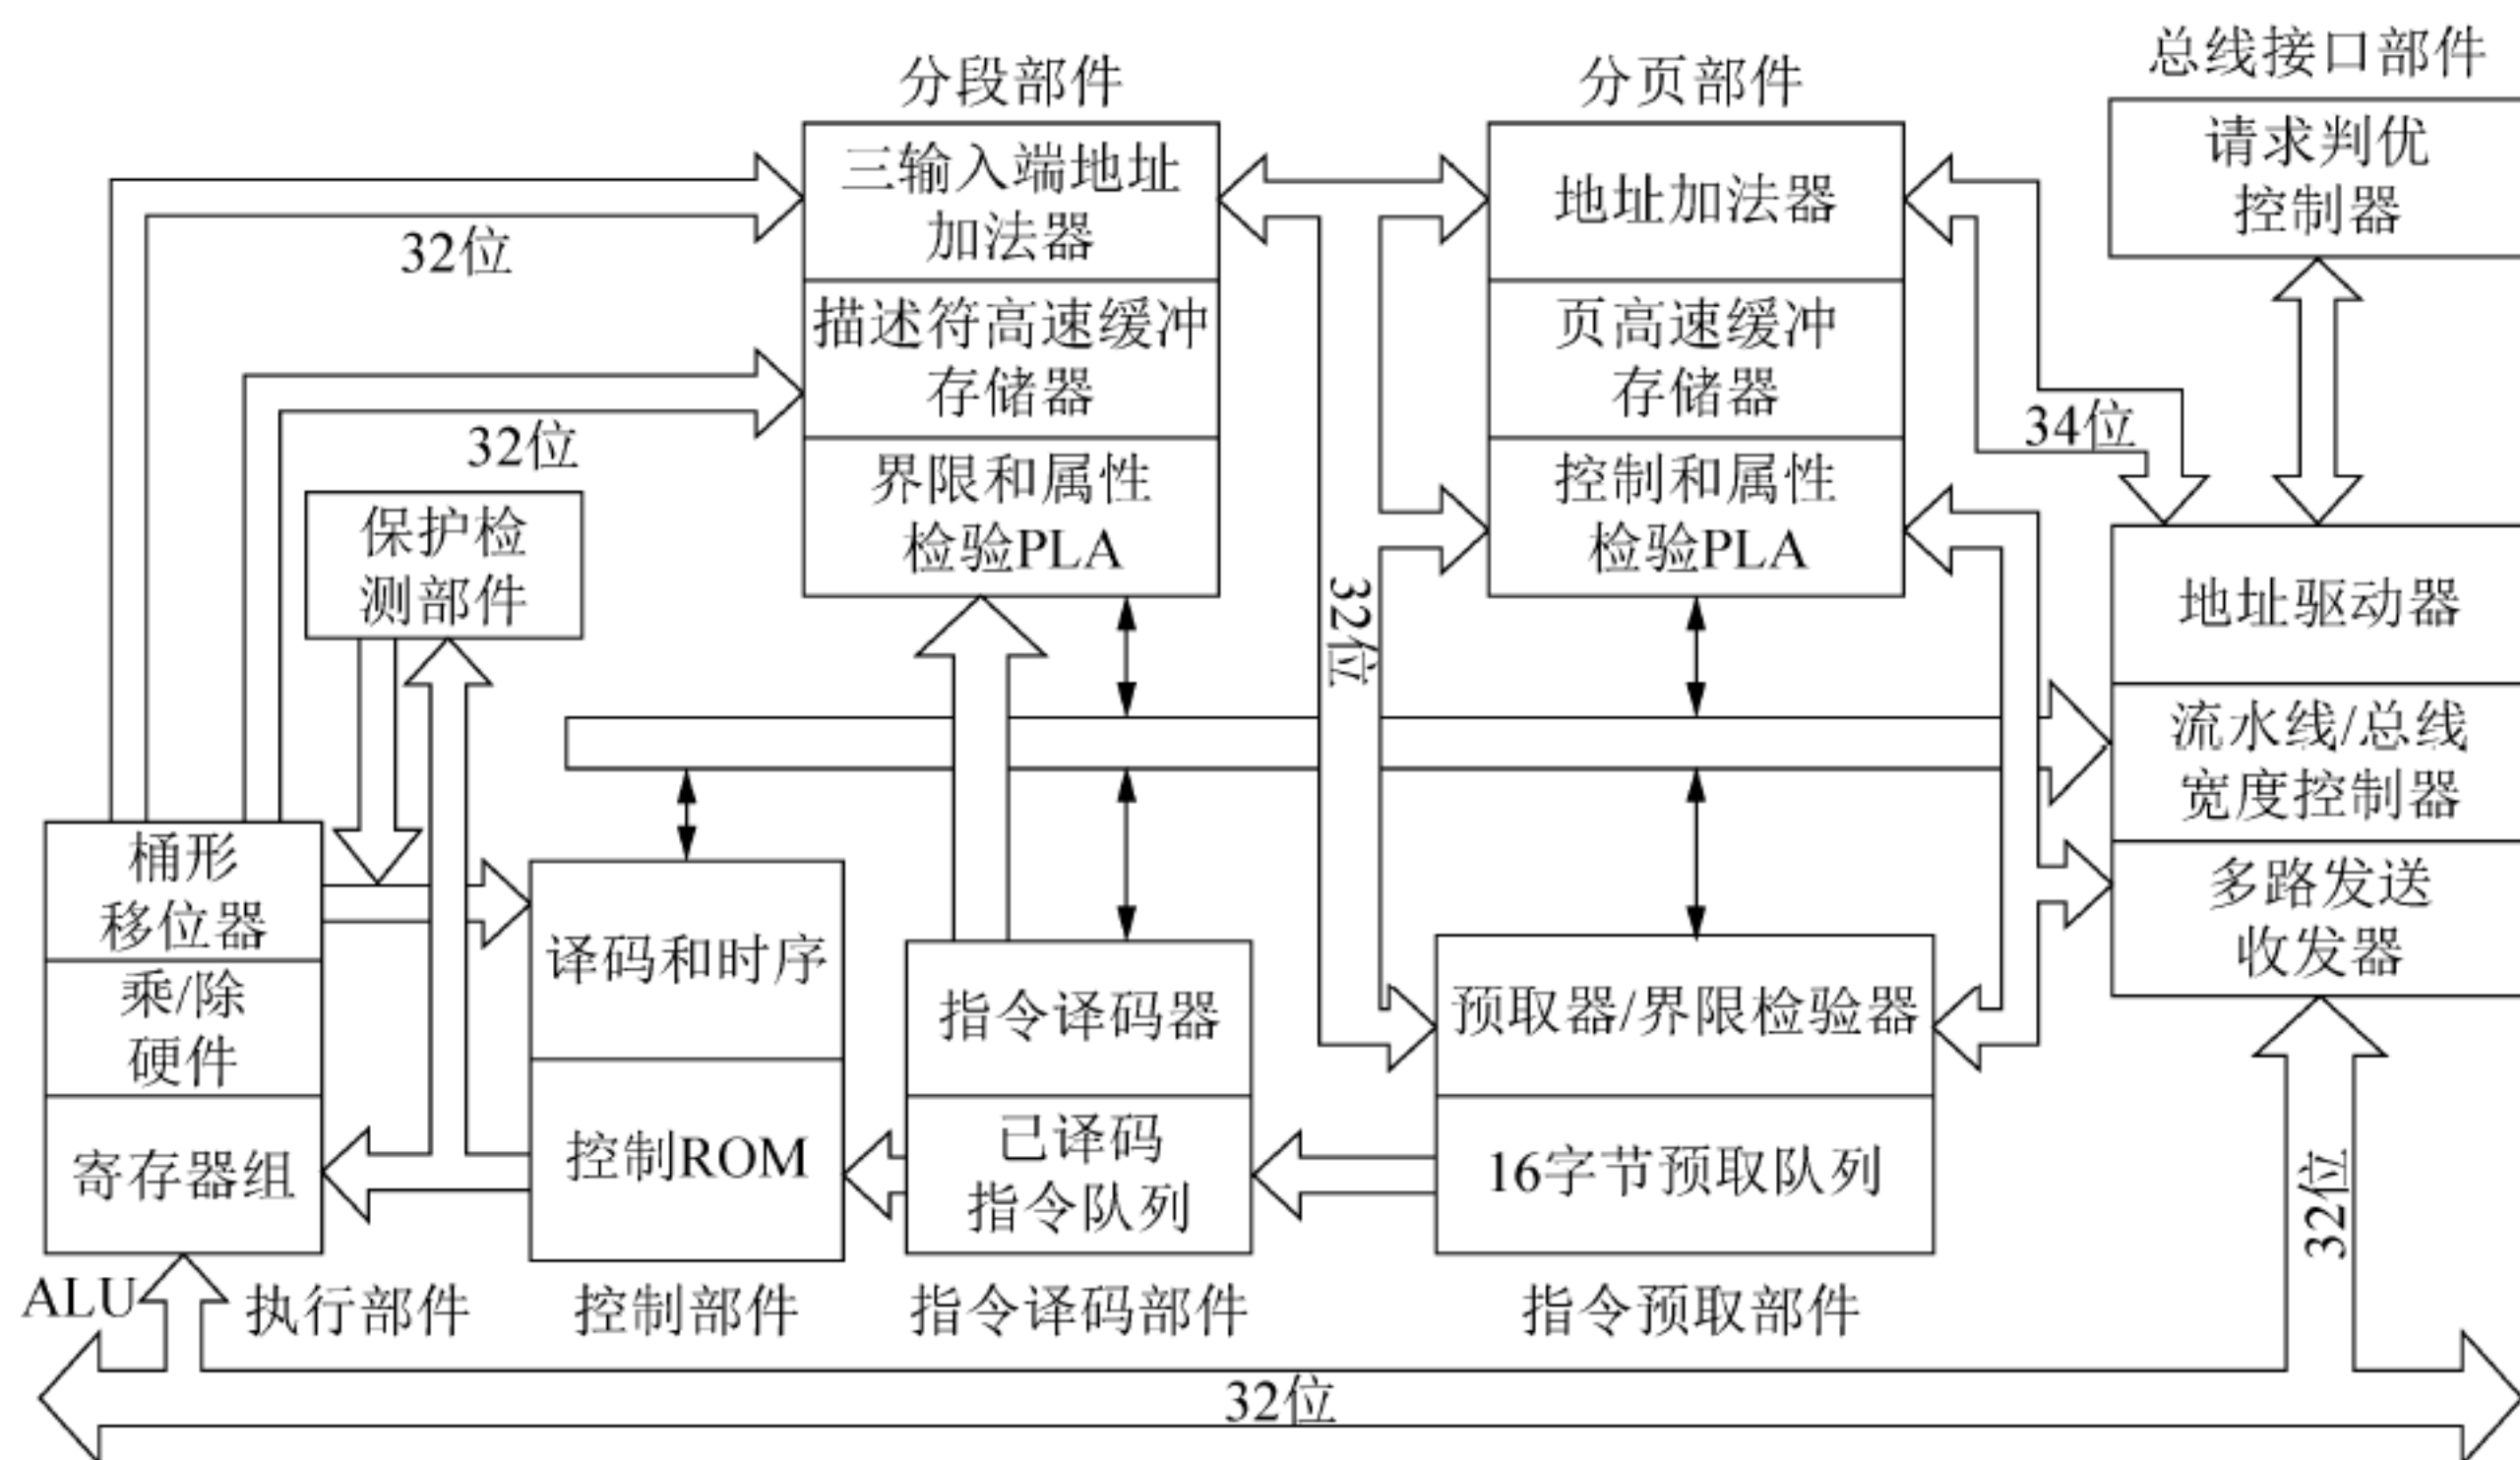 总线接口部件
分段部件
分页部件
请求判优
控制器
三输入端地址
加法器
地址加法器
32位
描述符高速缓冲
存储器
页高速缓冲
存储器
34位
32位
界限和属性
检验PLA
控制和属性
检验PLA
保护检
测部件
32位
地址驱动器
流水线/总线
宽度控制器
桶形
移位器
多路发送
收发器
译码和时序
乘/除
硬件
指令译码器
预取器/界限检验器
控制ROM
已译码
指令队列
16字节预取队列
寄存器组
32位
ALU
执行部件
控制部件
指令译码部件
指令预取部件
32位